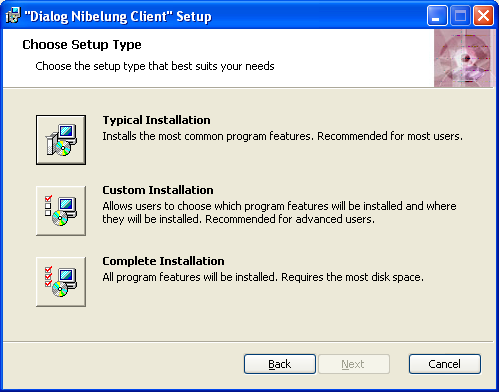 "Dialog Nibelung Client" Setup
Choose Setup Type
Choose the setup type that best suits your needs
Typical Installation
Installs the most common program features. Recommended for most users.
Custom Installation
Allows users to choose which program features will be installed and where
they will be installed. Recommended for advanced users.
Complete Installation
All program features will be installed. Requires the most disk space.
Back Next Cancel